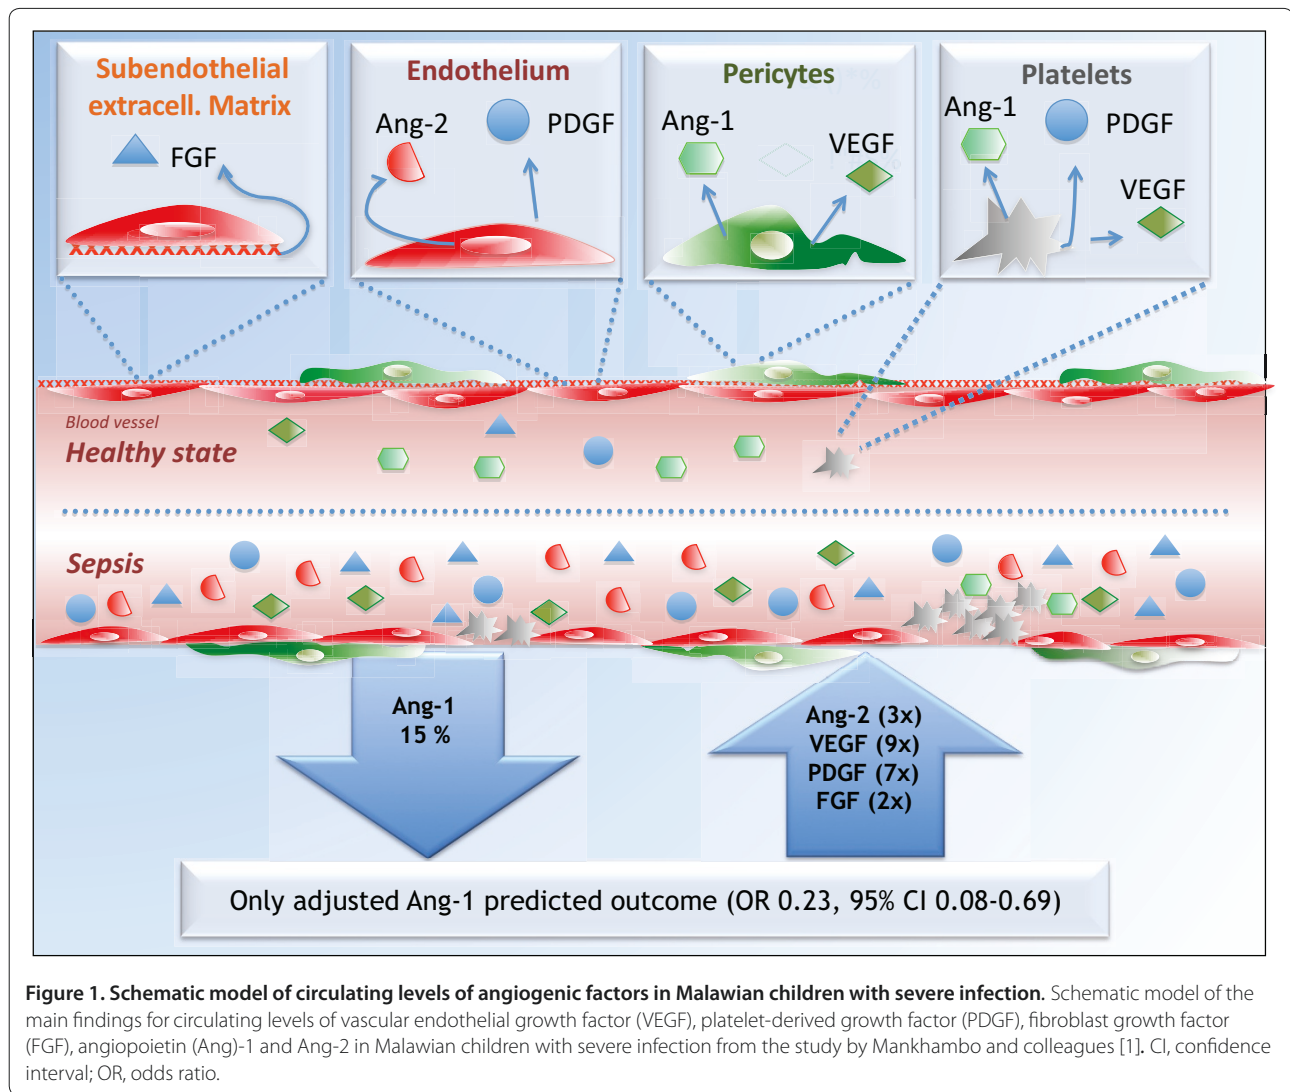 Subendothelial
extracell. Matrix
FGF
Endothelium
Ang-2
PDGF
Pericytes
Ang-1
VEGF
Platelets
Ang-1
PDGF
VEGF
Blood vessel
Healthy state
Sepsis
Ang-1
15 %
Ang-2 (3x)
VEGF (9x)
PDGF (7x)
FGF (2x)
Only adjusted Ang-1 predicted outcome (OR 0.23, 95% CI 0.08-0.69)
Figure 1. Schematic model of circulating levels of angiogenic factors in Malawian children with severe infection. Schematic model of the
main findings for circulating levels of vascular endothelial growth factor (VEGF), platelet-derived growth factor (PDGF), fibroblast growth factor
(FGF), angiopoietin (Ang)-1 and Ang-2 in Malawian children with severe infection from the study by Mankhambo and colleagues [1]. CI, confidence
interval; OR, odds ratio.